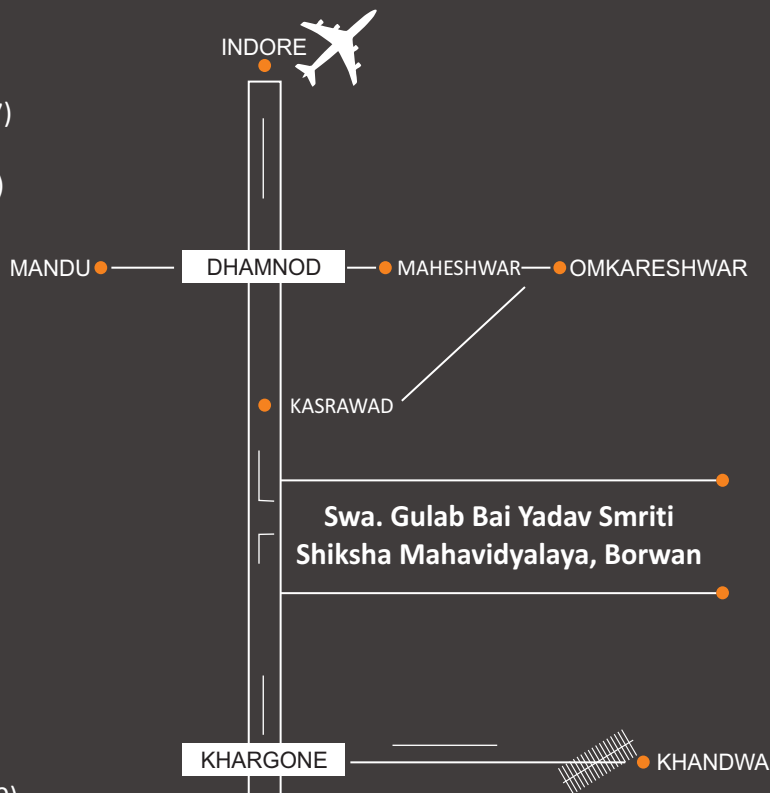 INDORE
MANDU
DHAMNOD
MAHESHWAR
OMKARESHWAR
KASRAWAD
Swa. Gulab Bai Yadav Smriti
Shiksha Mahavidyalaya, Borwan
KHARGONE
KHANDWA